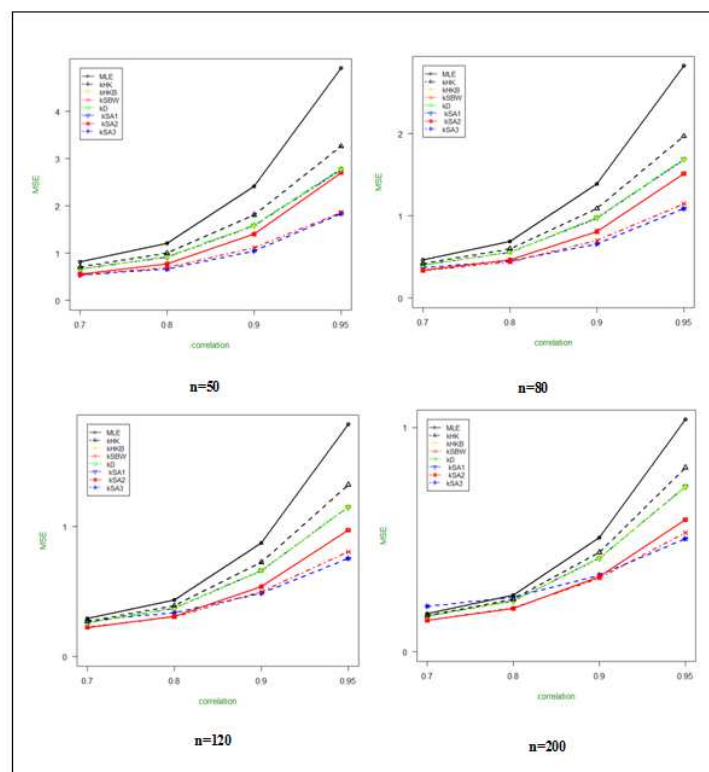 MLE
kHK
kHKB
kSBW
kD
kSA1
kSA2
kSA3
MSE
4
3
2
1
0
0.7 0.8 0.9 0.95
correlation
n=50
MLE
kHK
kHKB
kSBW
kD
kSA1
kSA2
kSA3
MSE
2
1
0
0.7 0.8 0.9 0.95
correlation
n=80
MLE
kHK
kHKB
kSBW
kD
kSA1
kSA2
kSA3
MSE
1
0
0.7 0.8 0.9 0.95
correlation
n=120
MLE
kHK
kHKB
kSBW
kD
kSA1
kSA2
kSA3
MSE
1
0
0.7 0.8 0.9 0.95
correlation
n=200